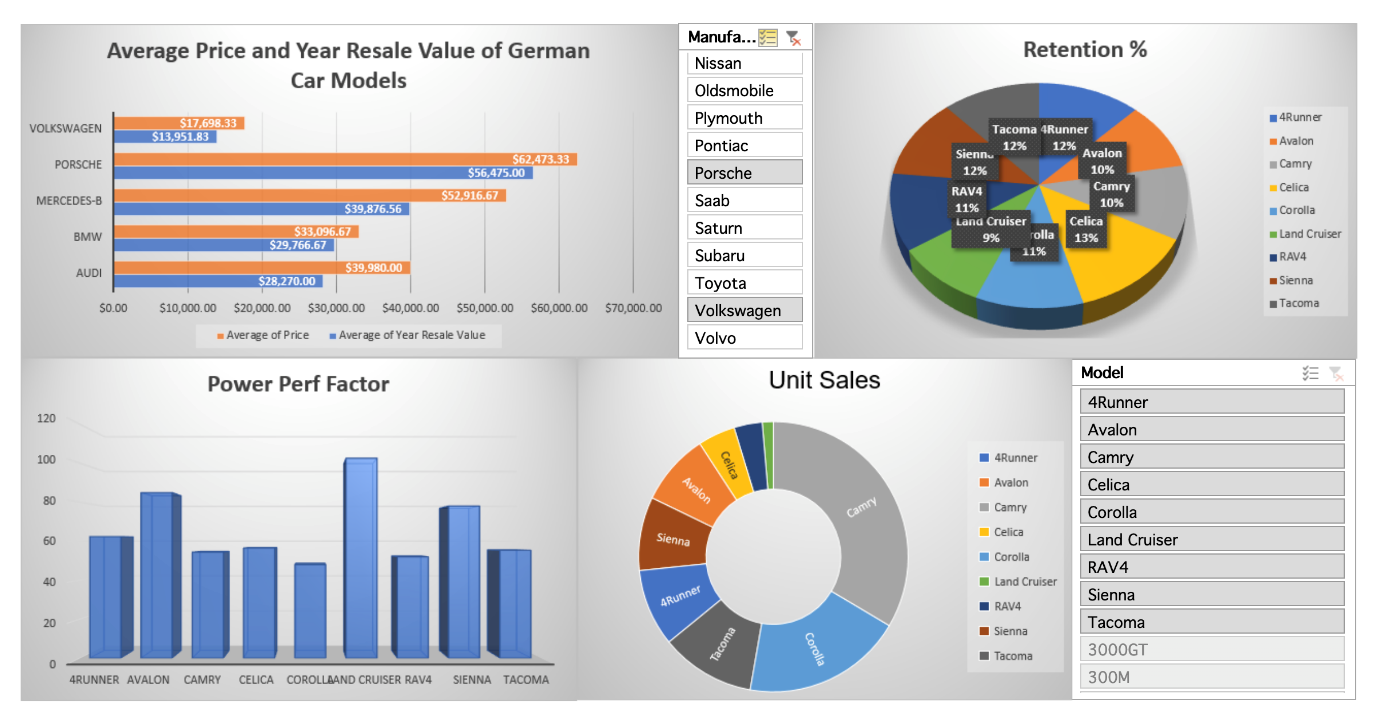 Average Price and Year Resale Value of German
Car Models
VOLKSWAGEN
$17,698.33
$13,951.83
PORSCHE
$62,473.33
$56,475.00
MERCEDES-B
$52,916.67
$39,876.56
BMW
$33,096.67
$29,766.67
AUDI
$39,980.00
$28,270.00
$0.00 $10,000.00 $20,000.00 $30,000.00 $40,000.00 $50,000.00 $60,000.00 $70,000.00
Average of Price Average of Year Resale Value
Manufa...
Nissan
Oldsmobile
Plymouth
Pontiac
Porsche
Saab
Saturn
Subaru
Toyota
Volkswagen
Volvo
Retention %
Tacoma
12%
4Runner
12%
Avalon
10%
Camry
10%
Celica
13%
rolla
11%
Land Cruiser
9%
RAV4
11%
Sienna
12%
4Runner
Avalon
Camry
Celica
Corolla
Land Cruiser
RAV4
Sienna
Tacoma
Power Perf Factor
120
100
80
60
40
20
0
4RUNNER AVALON CAMRY CELICA COROLLA LAND CRUISER RAV4 SIENNA TACOMA
Unit Sales
Camry
Corolla
Tacoma
4Runner
Sienna
Avalon
Celica
4Runner
Avalon
Camry
Celica
Corolla
Land Cruiser
RAV4
Sienna
Tacoma
Model
4Runner
Avalon
Camry
Celica
Corolla
Land Cruiser
RAV4
Sienna
Tacoma
3000GT
300M